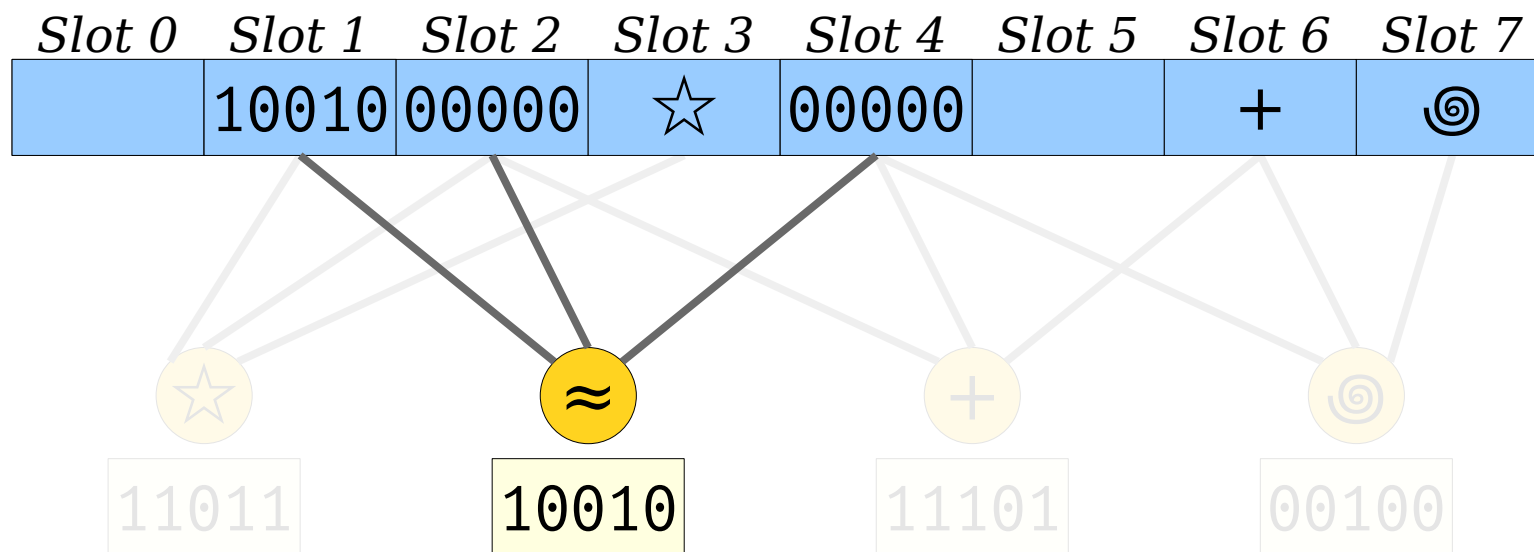 Slot 0 Slot 1 Slot 2 Slot 3 Slot 4 Slot 5 Slot 6 Slot 7
10010 00000 ☆ 00000 + 🌀
☆ ≈ + 🌀
11011 10010 11101 00100